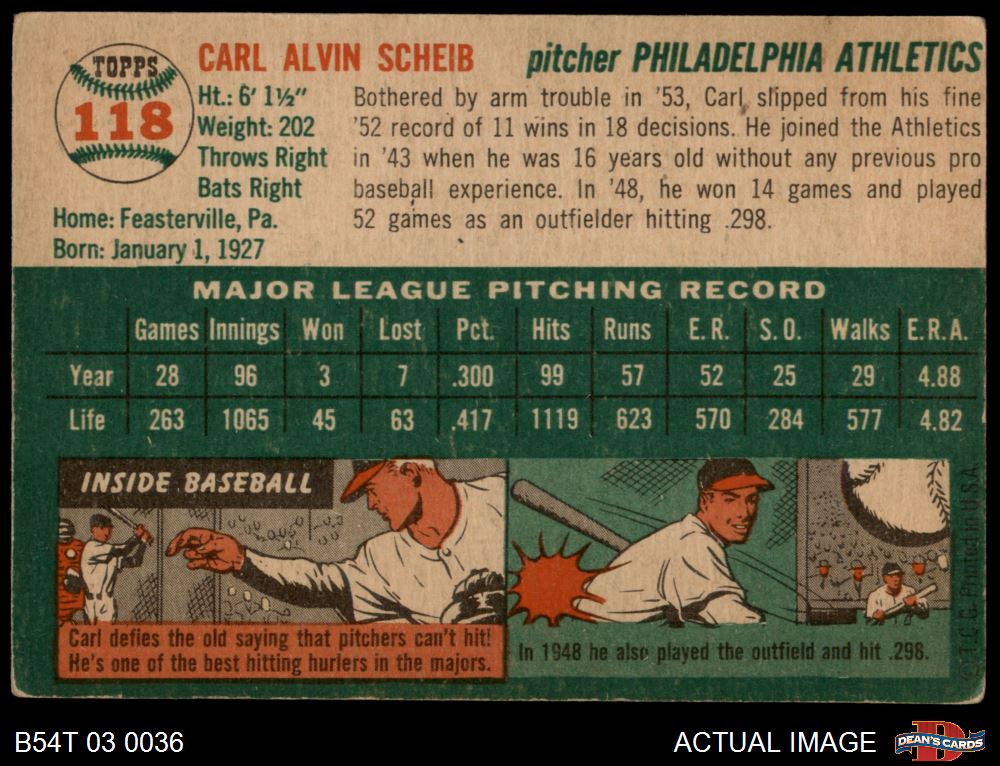 TOPPS
118
CARL ALVIN SCHEIB
pitcher PHILADELPHIA ATHLETICS
Ht.: 6' 1½"
Weight: 202
Throws Right
Bats Right
Home: Feasterville, Pa.
Born: January 1, 1927
Bothered by arm trouble in '53, Carl slipped from his fine
'52 record of 11 wins in 18 decisions. He joined the Athletics
in '43 when he was 16 years old without any previous pro
baseball experience. In '48, he won 14 games and played
52 games as an outfielder hitting .298.
MAJOR LEAGUE PITCHING RECORD
Games Innings Won Lost Pct. Hits Runs E.R. S.O. Walks E.R.A.
Year 28 96 3 7 .300 99 57 52 25 29 4.88
Life 263 1065 45 63 .417 1119 623 570 284 577 4.82
INSIDE BASEBALL
Carl defies the old saying that pitchers can't hit!
He's one of the best hitting hurlers in the majors.
In 1948 he also played the outfield and hit .298.
© T.C.G. Printed in U.S.A.
B54T 03 0036
ACTUAL IMAGE
DEAN'S CARDS